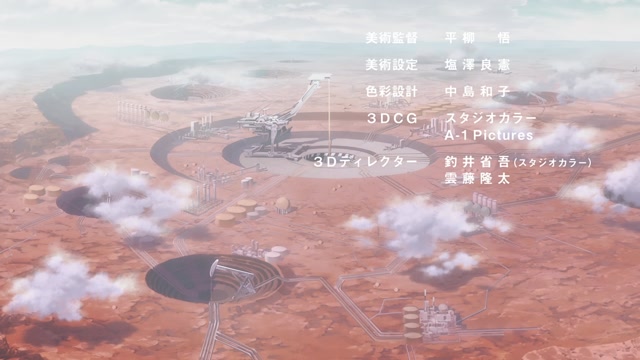 美術監督 平柳 悟
美術設定 塩澤良憲
色彩設計 中島和子
3DCG スタジオカラー
A-1 Pictures
3Dディレクター 釣井省吾(スタジオカラー)
雲藤隆太